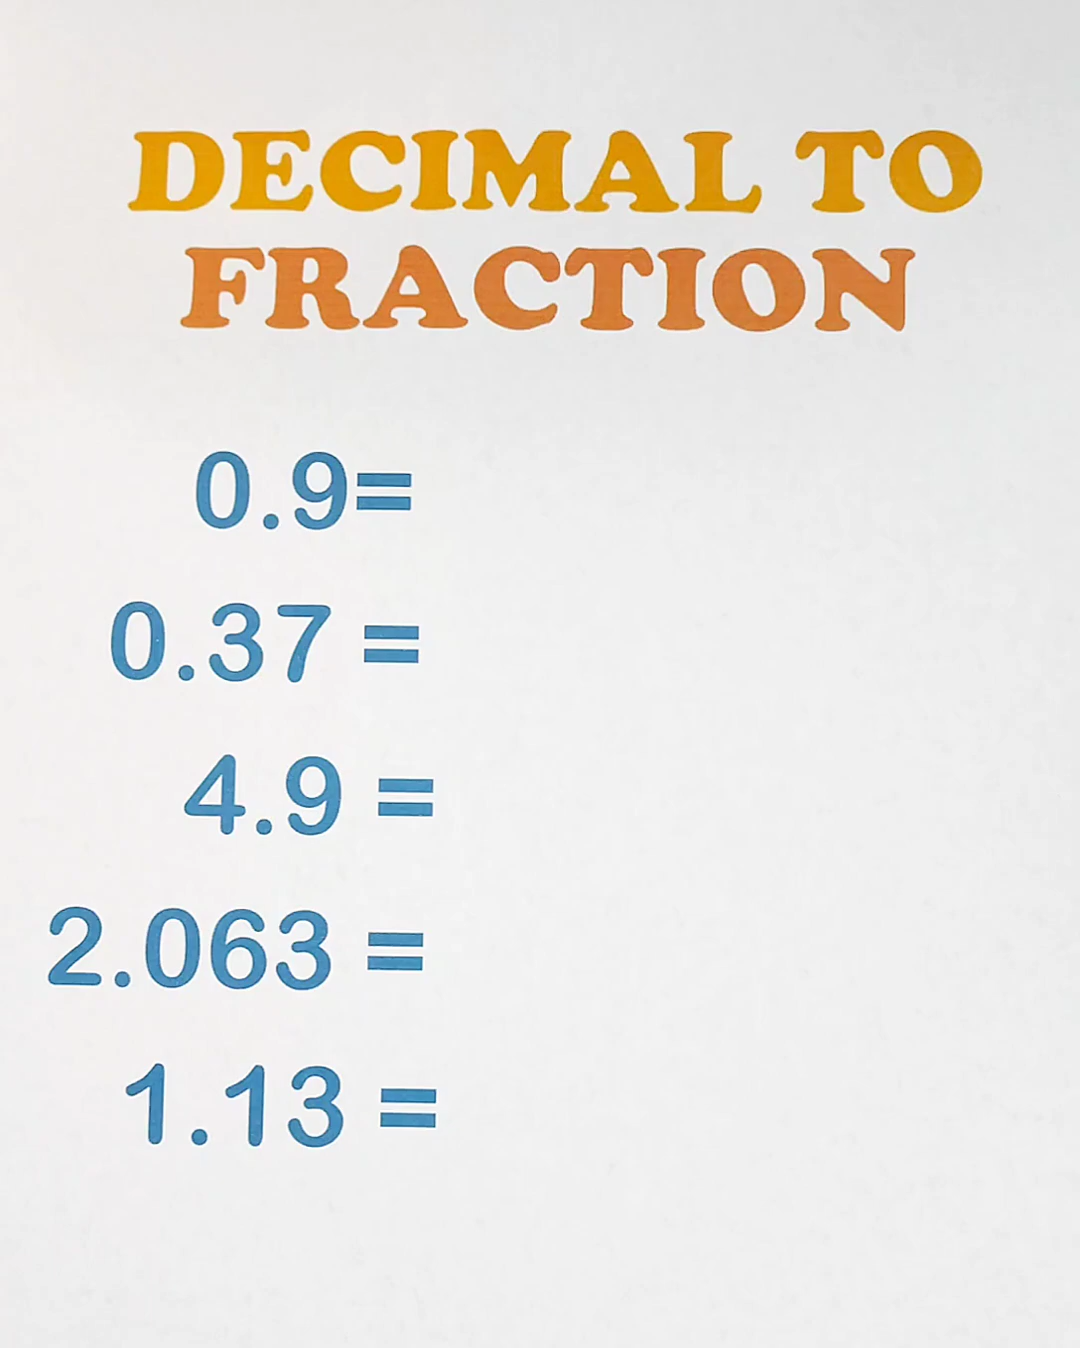 DECIMAL TO
FRACTION
0.9=
0.37 =
4.9 =
2.063 =
1.13 =